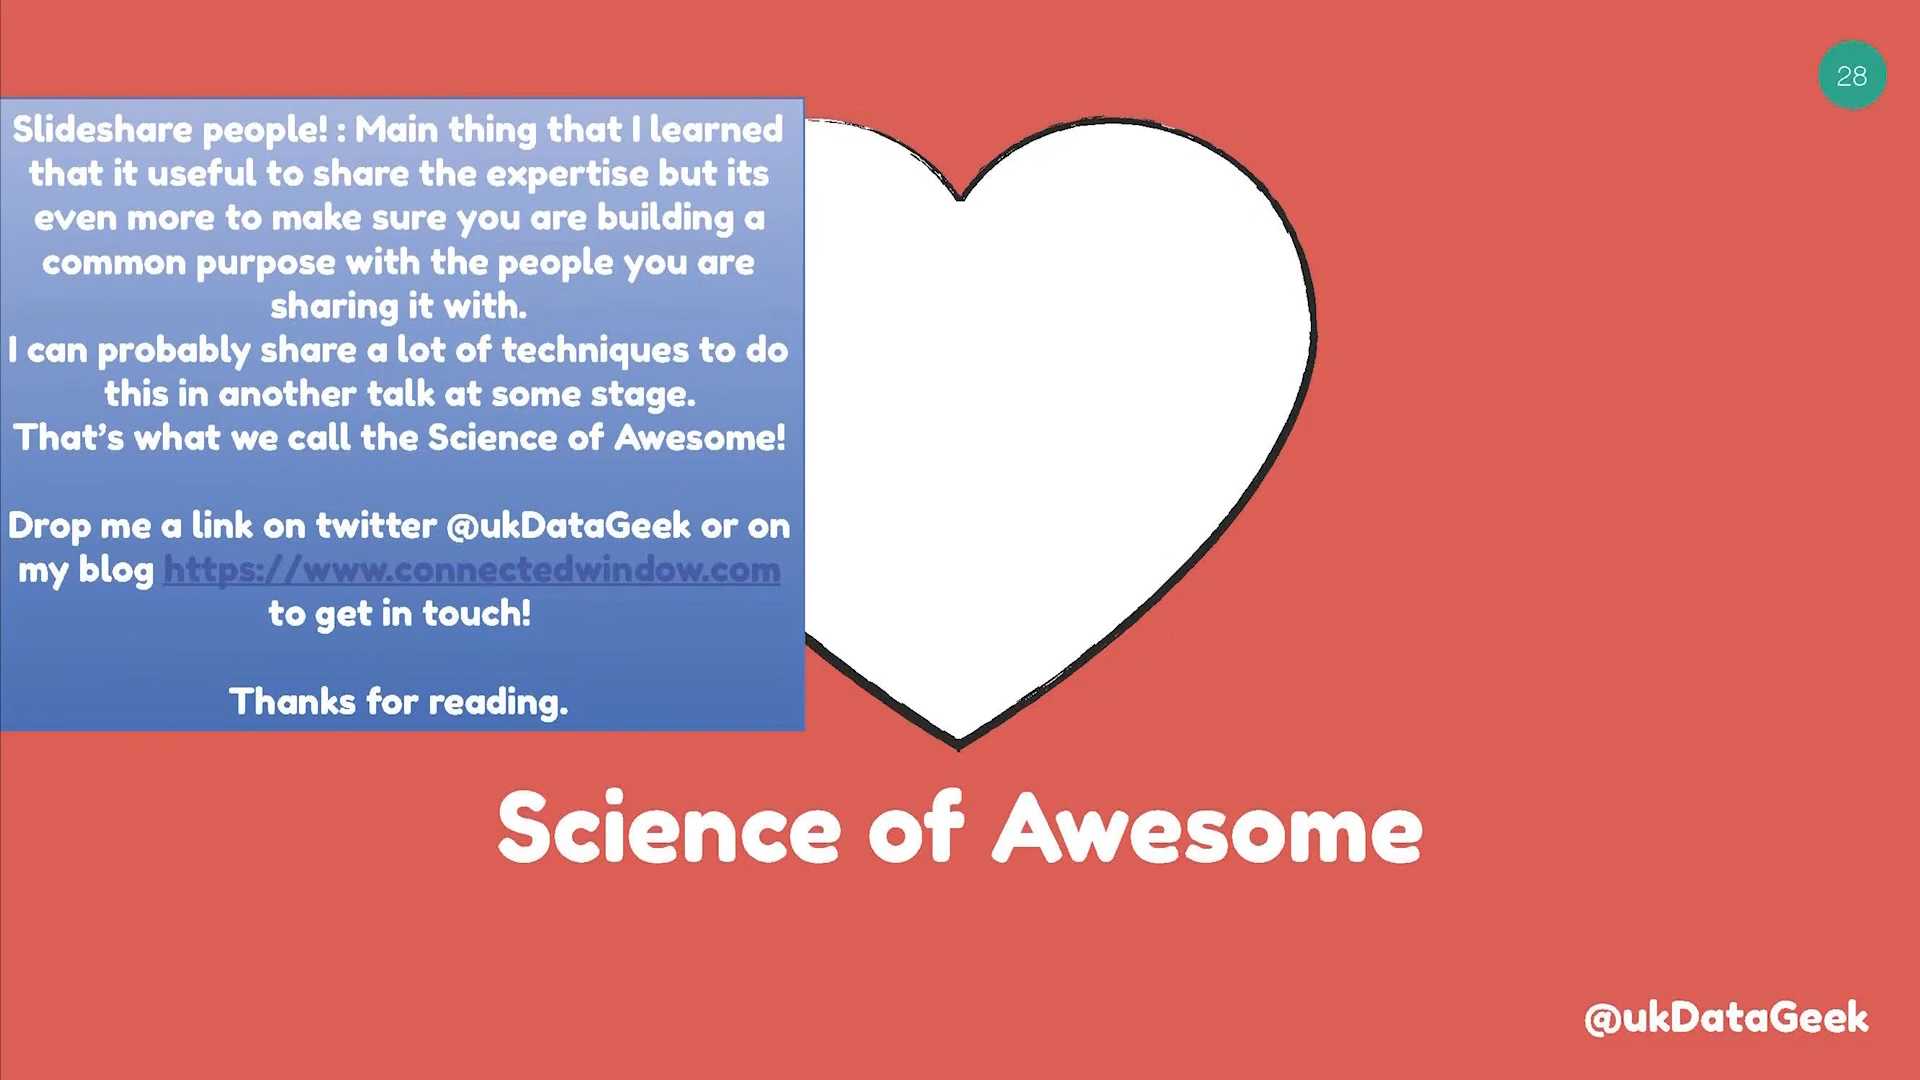 28
Slideshare people! : Main thing that I learned
that it useful to share the expertise but its
even more to make sure you are building a
common purpose with the people you are
sharing it with.
I can probably share a lot of techniques to do
this in another talk at some stage.
That’s what we call the Science of Awesome!
Drop me a link on twitter @ukDataGeek or on
my blog https://www.connectedwindow.com
to get in touch!
Thanks for reading.
Science of Awesome
@ukDataGeek